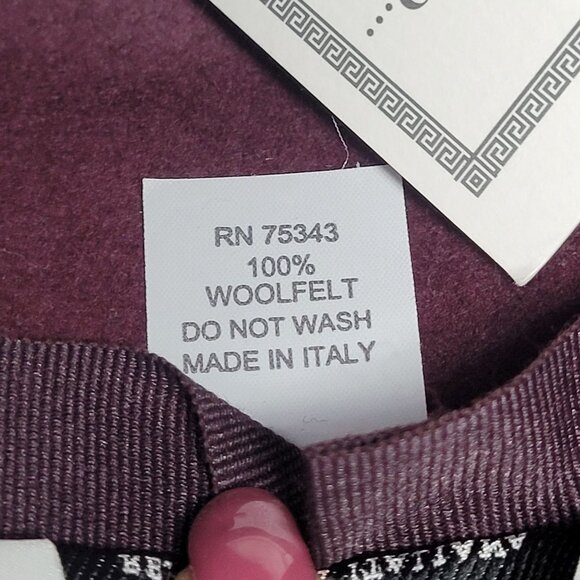 RN 75343
100%
WOOLFELT
DO NOT WASH
MADE IN ITALY